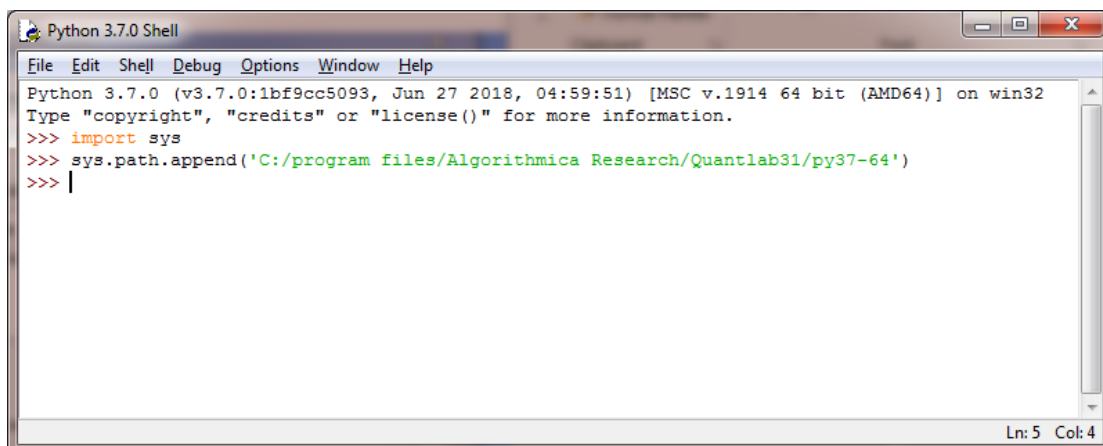 Python 3.7.0 Shell
File Edit Shell Debug Options Window Help
Python 3.7.0 (v3.7.0:1bf9cc5093, Jun 27 2018, 04:59:51) [MSC v.1914 64 bit (AMD64)] on win32
Type "copyright", "credits" or "license()" for more information.
>>> import sys
>>> sys.path.append('C:/program files/Algorithmica Research/Quantlab31/py37-64')
>>>
Ln: 5 Col: 4